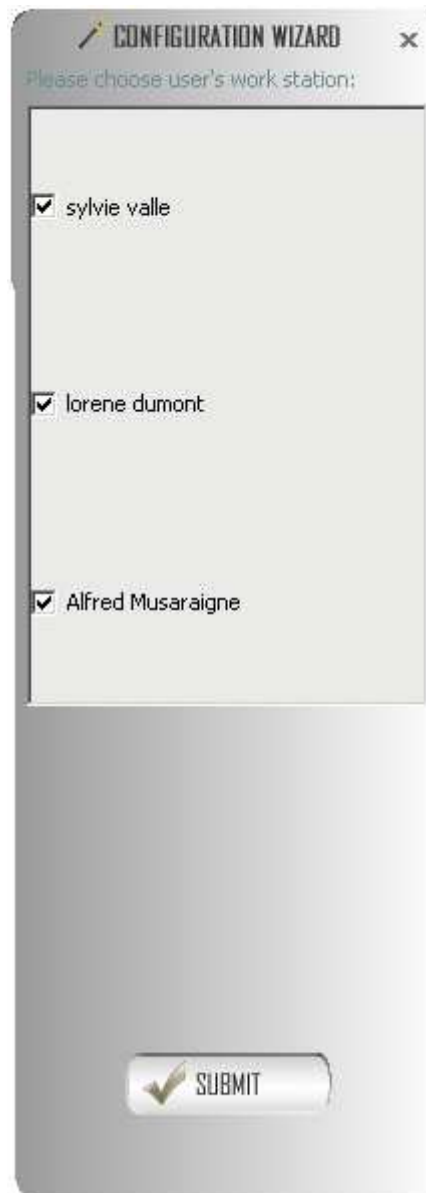 CONFIGURATION WIZARD
Please choose user's work station:
sylvie valle
lorene dumont
Alfred Musaraigne
SUBMIT